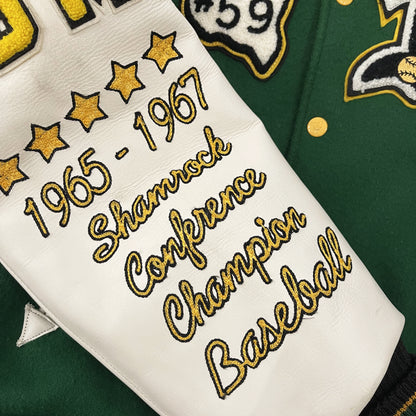 #59
1965 - 1967
Shamrock
Conference
Champion
Baseball